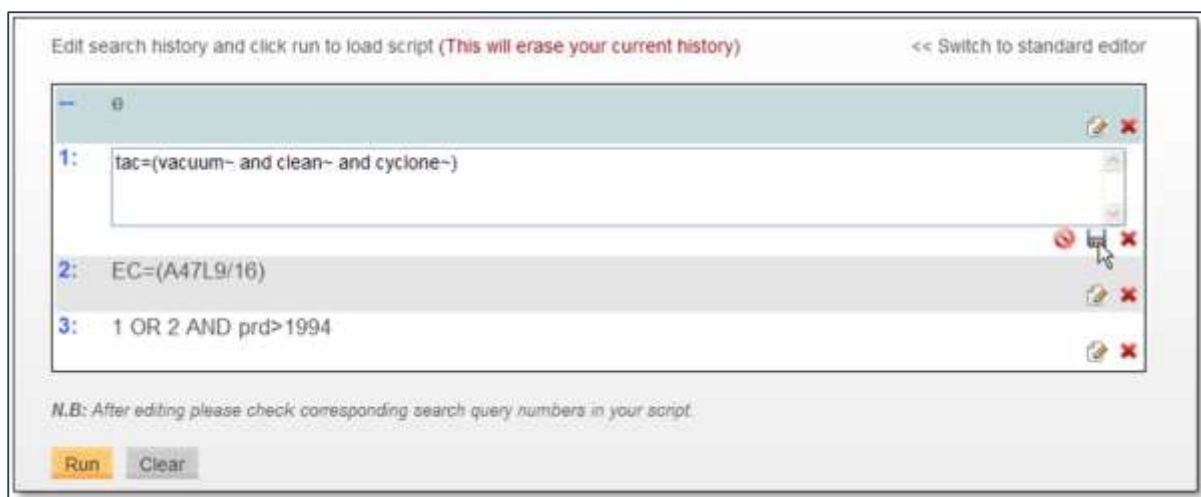 Edit search history and click run to load script (This will erase your current history) << Switch to standard editor
-- θ
1: tac=(vacuum~ and clean~ and cyclone~)
2: EC=(A47L9/16)
3: 1 OR 2 AND prd>1994
N.B: After editing please check corresponding search query numbers in your script.
Run Clear